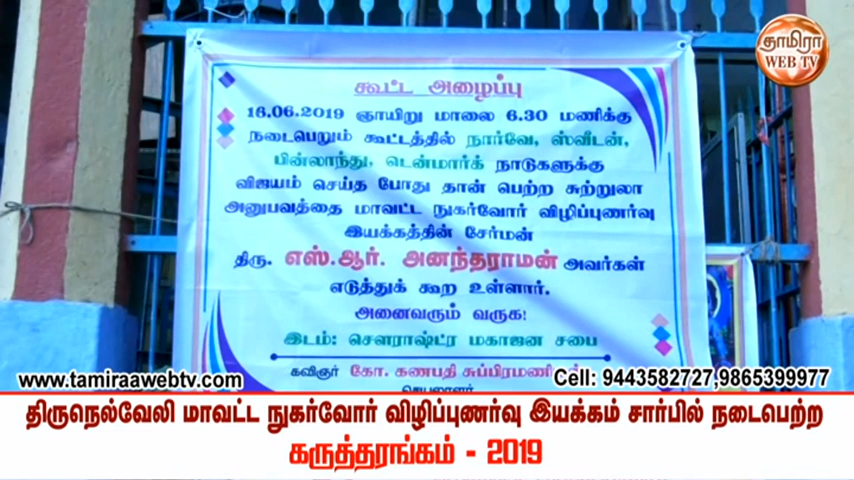 தாமிரா
WEB TV
கூட்ட அழைப்பு
16.06.2019 ஞாயிறு மாலை 6.30 மணிக்கு
நடைபெறும் கூட்டத்தில் நார்வே, ஸ்வீடன்,
பின்லாந்து, டென்மார்க் நாடுகளுக்கு
விஜயம் செய்த போது தான் பெற்ற சுற்றுலா
அனுபவத்தை மாவட்ட நுகர்வோர் விழிப்புணர்வு
இயக்கத்தின் சேர்மன்
திரு. எஸ்.ஆர். அனந்தராமன் அவர்கள்
எடுத்துக் கூற உள்ளார்.
அனைவரும் வருக!
இடம்: சௌராஷ்ட்ர மகாஜன சபை
கவிஞர் கோ. கணபதி
www.tamiraawebtv.com
Cell: 9443582727,9865399977
திருநெல்வேலி மாவட்ட நுகர்வோர் விழிப்புணர்வு இயக்கம் சார்பில் நடைபெற்ற
கருத்தரங்கம் - 2019